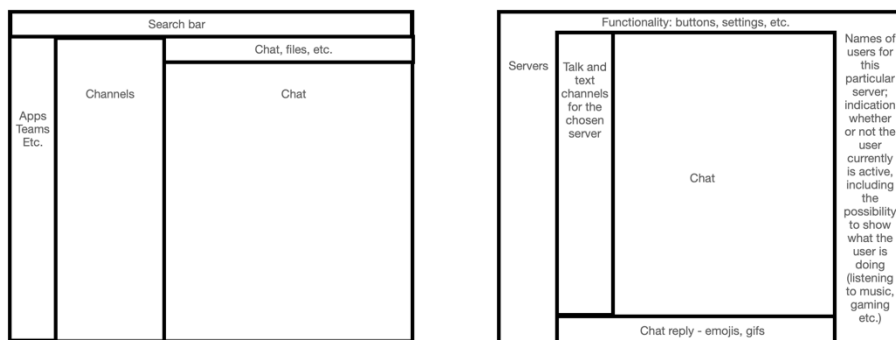 Search bar
Chat, files, etc.
Apps
Teams
Etc.
Channels
Chat
Functionality: buttons, settings, etc.
Servers
Talk and
text
channels
for the
chosen
server
Chat
Names of
users for
this
particular
server;
indication
whether
or not the
user
currently
is active,
including
the
possibility
to show
what the
user is
doing
(listening
to music,
gaming
etc.)
Chat reply - emojis, gifs